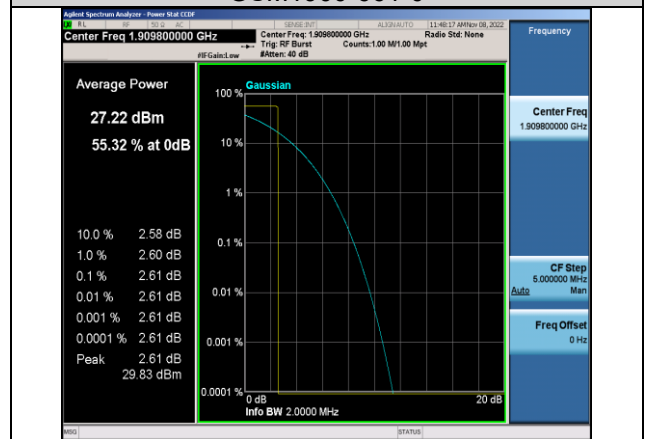 Agilent Spectrum Analyzer - Power Stat CCDF
RL RF 50 Ω AC SENSE:INT ALIGNAUTO 11:48:17 AM Nov 08, 2022
Center Freq 1.909800000 GHz Center Freq: 1.909800000 GHz Radio Std: None
Trig: RF Burst Counts:1.00 M/1.00 Mpt
#IFGain:Low #Atten: 40 dB
Frequency
Average Power
27.22 dBm
55.32 % at 0dB
10.0 % 2.58 dB
1.0 % 2.60 dB
0.1 % 2.61 dB
0.01 % 2.61 dB
0.001 % 2.61 dB
0.0001 % 2.61 dB
Peak 2.61 dB
29.83 dBm
100 % Gaussian
10 %
1 %
0.1 %
0.01 %
0.001 %
0.0001 %
0 dB 20 dB
Info BW 2.0000 MHz
Center Freq
1.909800000 GHz
CF Step
5.000000 MHz
Auto Man
Freq Offset
0 Hz
MSG STATUS